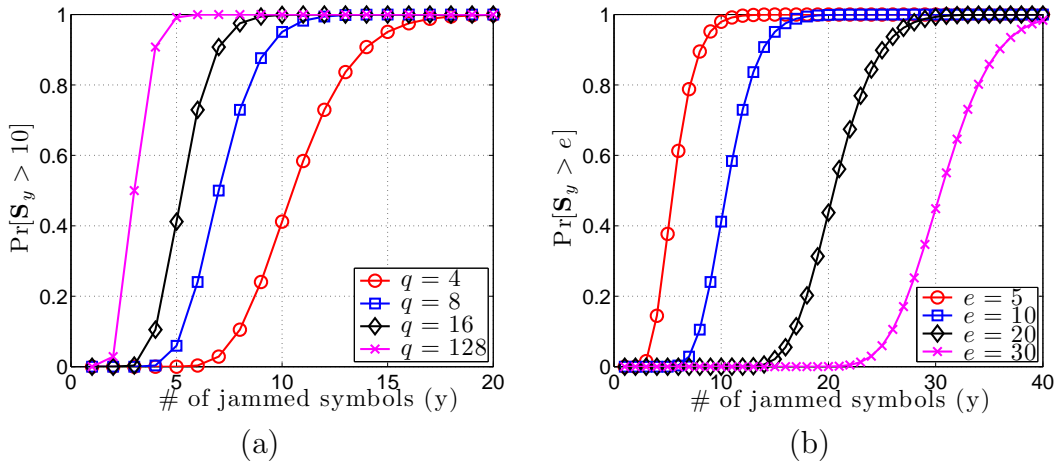 Pr[S_y > 10]
1
0.8
0.6
0.4
0.2
0
0
5
10
15
20
q = 4
q = 8
q = 16
q = 128
# of jammed symbols (y)
(a)
Pr[S_y > e]
1
0.8
0.6
0.4
0.2
0
0
10
20
30
40
e = 5
e = 10
e = 20
e = 30
# of jammed symbols (y)
(b)